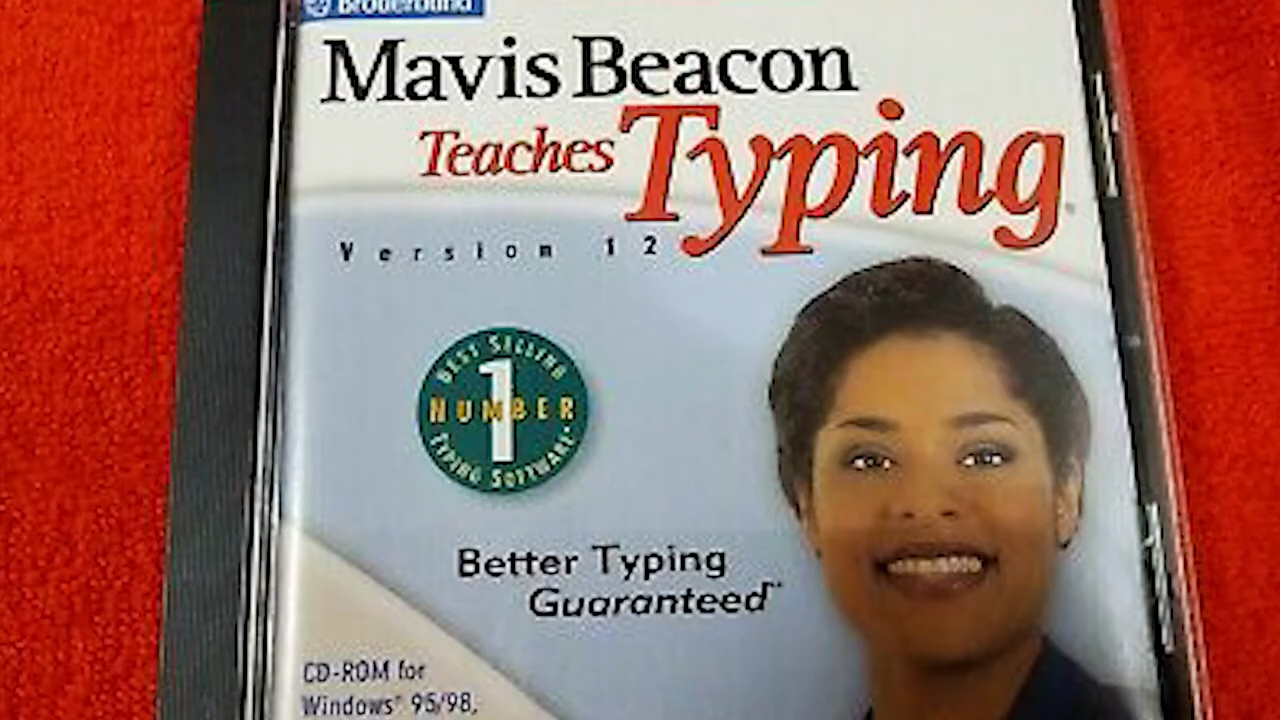 Brøderbund
Mavis Beacon
Teaches Typing
Version 12
BEST SELLING
NUMBER 1
TYPING SOFTWARE
Better Typing
Guaranteed™
CD-ROM for
Windows® 95/98,